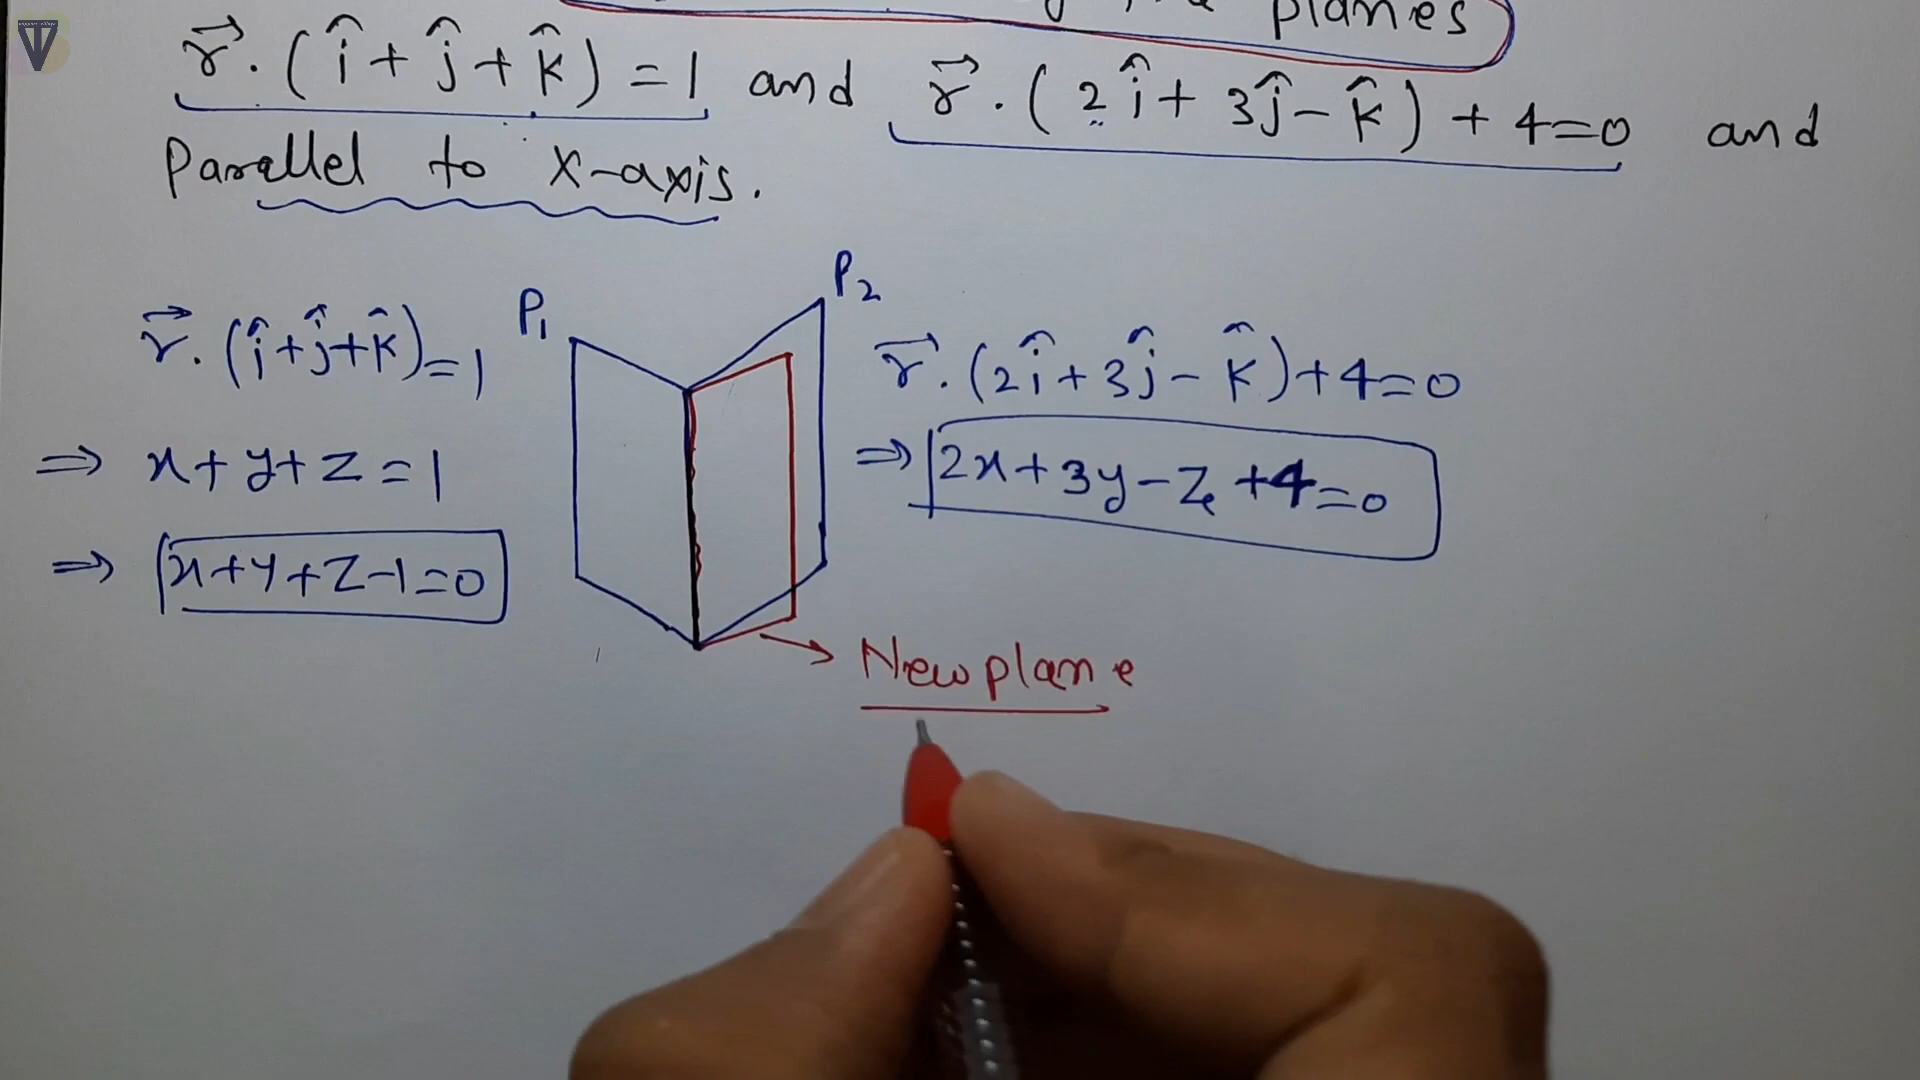 planes
r⃗.(î+ĵ+k̂)=1 and r⃗.(2î+3ĵ-k̂)+4=0 and
Parallel to x-axis.
P₁
P₂
r⃗.(î+ĵ+k̂)=1
r⃗.(2î+3ĵ-k̂)+4=0
⇒ x+y+z=1
⇒ 2x+3y-z+4=0
⇒ x+y+z-1=0
New plane